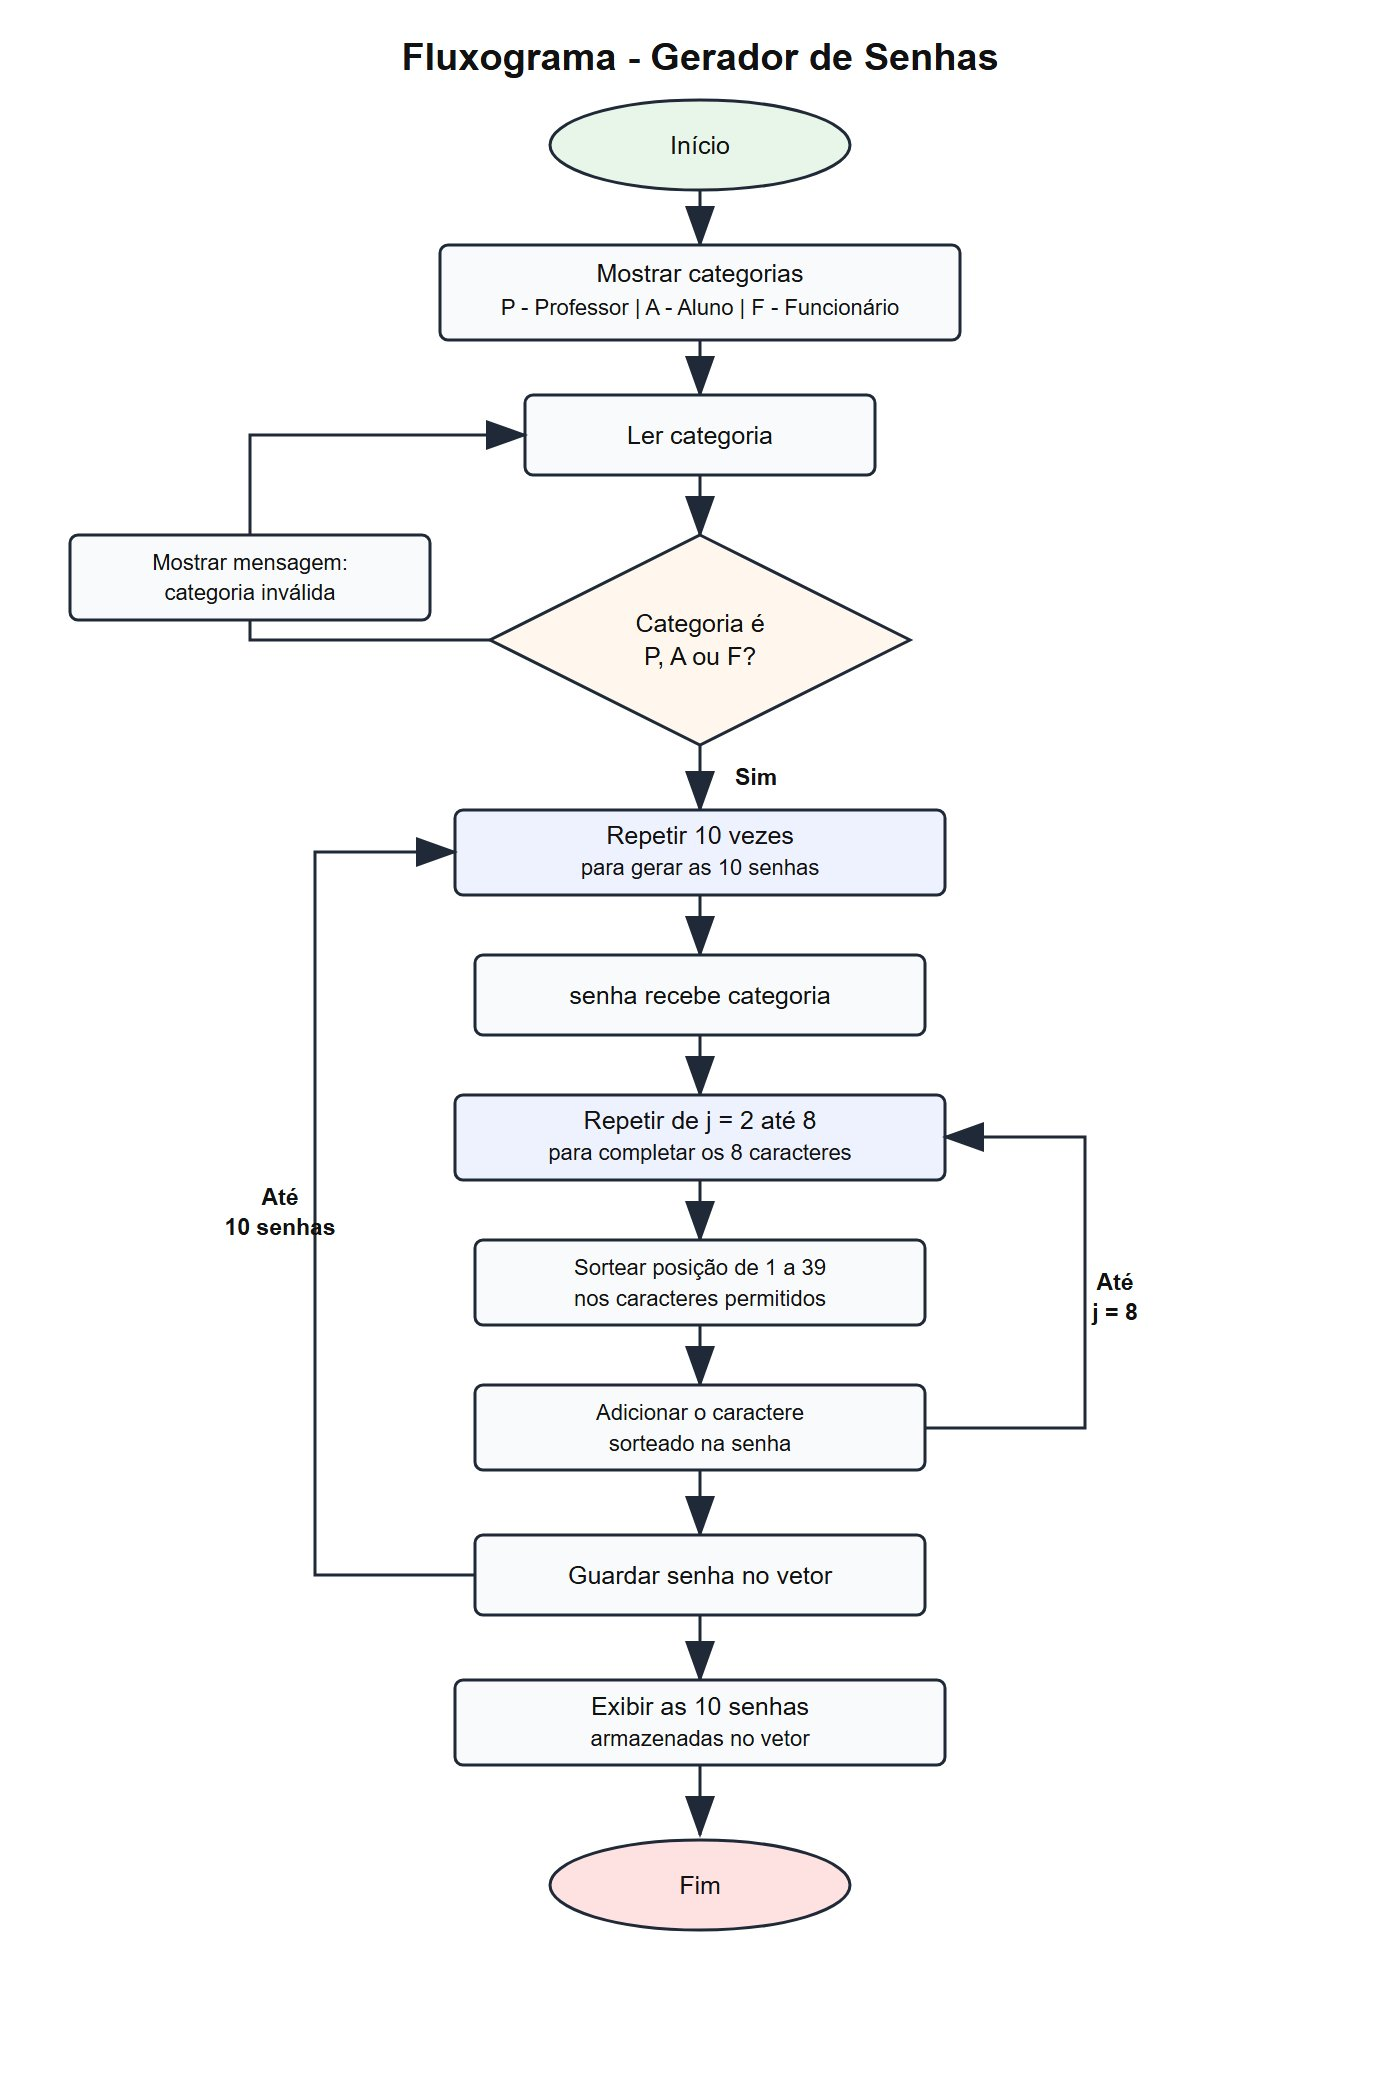 Fluxograma - Gerador de Senhas
Início
Mostrar categorias
P - Professor | A - Aluno | F - Funcionário
Ler categoria
Mostrar mensagem:
categoria inválida
Categoria é
P, A ou F?
Sim
Repetir 10 vezes
para gerar as 10 senhas
senha recebe categoria
Repetir de j = 2 até 8
para completar os 8 caracteres
Até
10 senhas
Sortear posição de 1 a 39
nos caracteres permitidos
Até
j = 8
Adicionar o caractere
sorteado na senha
Guardar senha no vetor
Exibir as 10 senhas
armazenadas no vetor
Fim